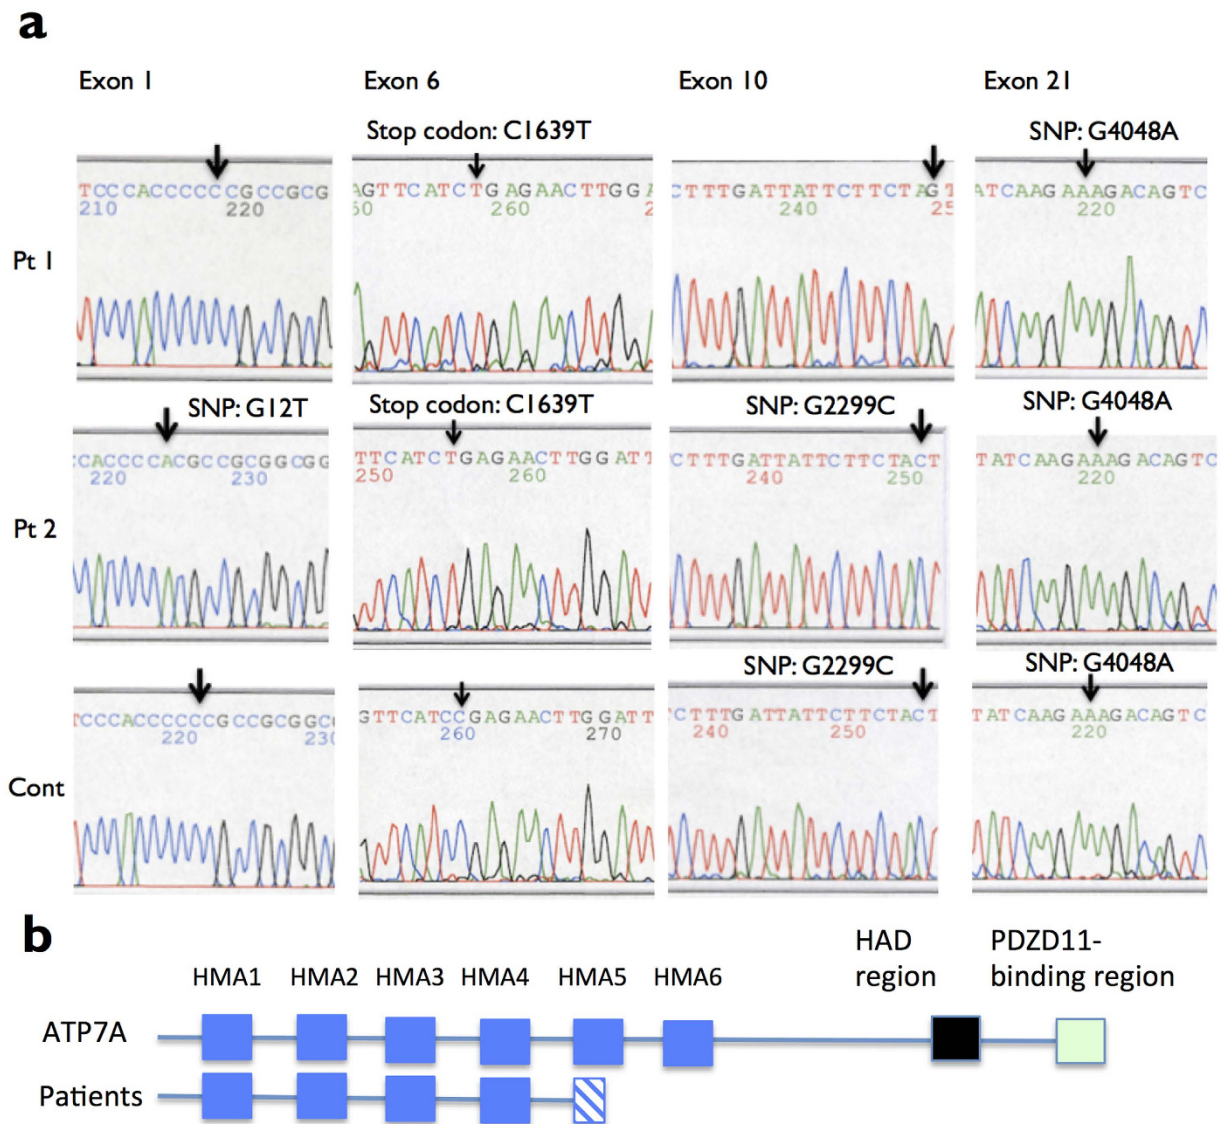 a
Exon 1 Exon 6 Exon 10 Exon 21
Stop codon: C1639T SNP: G4048A
TCCCACCCCCCGCCGCG AGTTCATCTGAGAACTTGGA CTTTGATTATTCTTCTAGT ATCAAGAAAGACAGTC
210 220 260 240 220
Pt 1
SNP: G12T Stop codon: C1639T SNP: G2299C SNP: G4048A
CACCCCACGCCGCGGCGG TTCATCTGAGAACTTGGATT CTTTGATTATTCTTCTACT TATCAAGAAAGACAGTC
220 230 250 260 240 250 220
Pt 2
SNP: G2299C SNP: G4048A
TCCCACCCCCCGCCGCGGC GTTCATCCGAGAACTTGGATT CTTTGATTATTCTTCTACT TATCAAGAAAGACAGTC
220 260 270 240 250 220
Cont
b
HAD region PDZD11-binding region
HMA1 HMA2 HMA3 HMA4 HMA5 HMA6
ATP7A
Patients